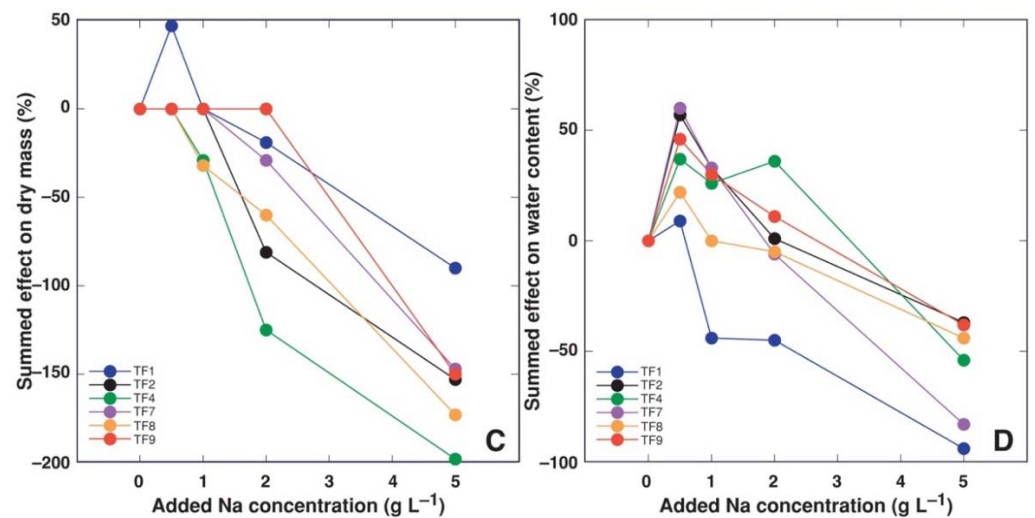 Summed effect on dry mass (%)
50
0
−50
−100
−150
−200
TF1
TF2
TF4
TF7
TF8
TF9
C
0 1 2 3 4 5
Added Na concentration (g L⁻¹)
Summed effect on water content (%)
100
50
0
−50
−100
TF1
TF2
TF4
TF7
TF8
TF9
D
0 1 2 3 4 5
Added Na concentration (g L⁻¹)